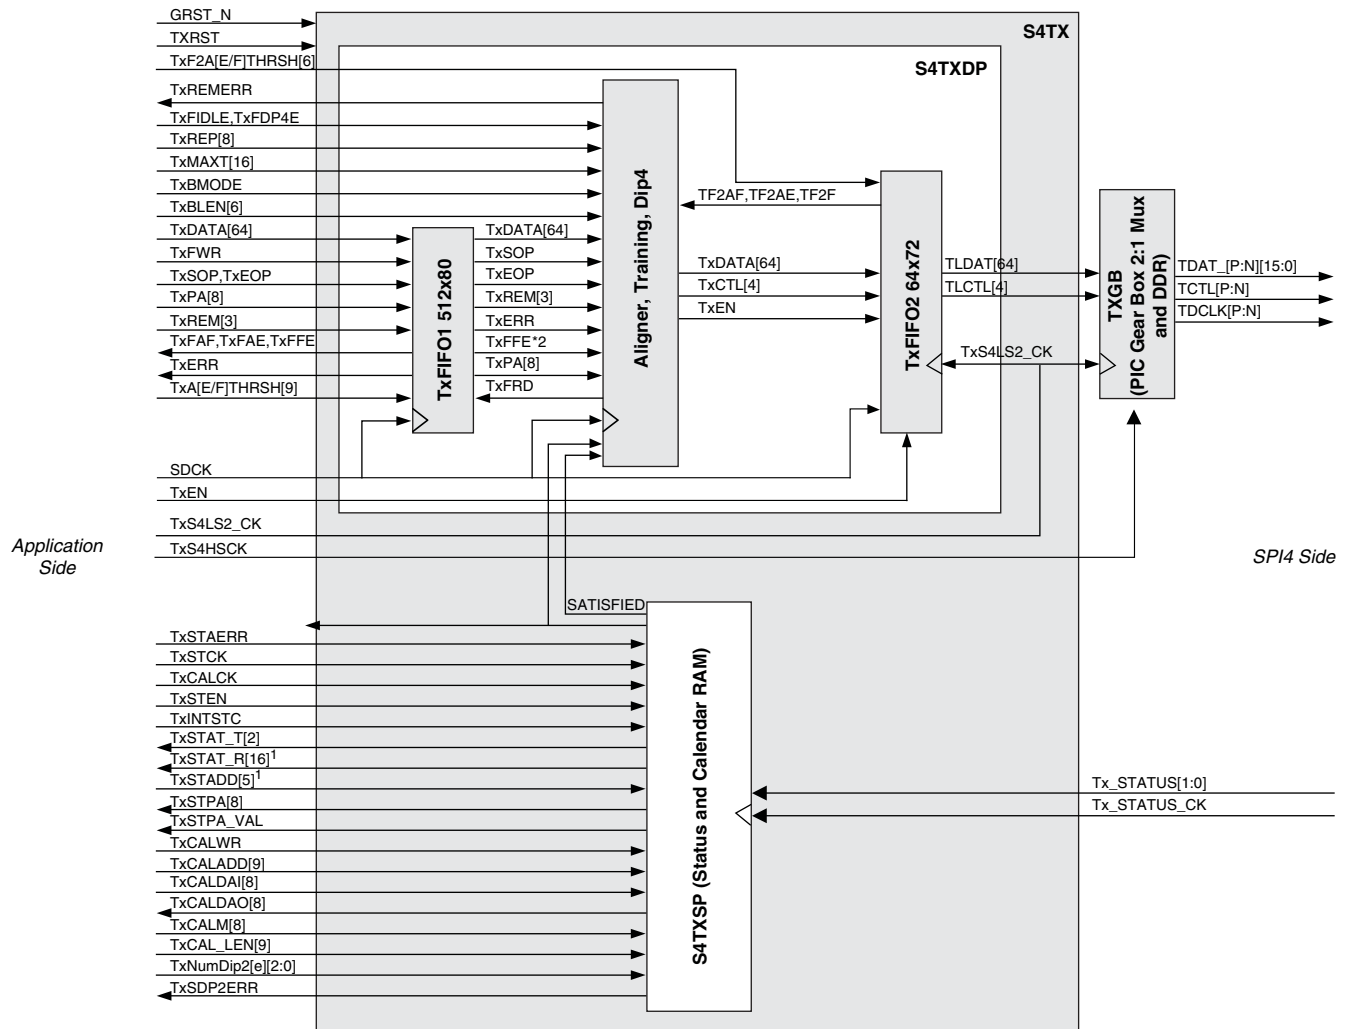 GRST_N
TXRST
TxF2A[E/F]THRSH[6]
TxREMERR
TxFIDLE,TxFDP4E
TxREP[8]
TxMAXT[16]
TxBMODE
TxBLEN[6]
TxDATA[64]
TxFWR
TxSOP,TxEOP
TxPA[8]
TxREM[3]
TxFAF,TxFAE,TxFFE
TxERR
TxA[E/F]THRSH[9]
SDCK
TxEN
TxS4LS2_CK
TxS4HSCK
Application
Side
S4TX
S4TXDP
TxFIFO1 512x80
TxDATA[64]
TxSOP
TxEOP
TxREM[3]
TxERR
TxFFE*2
TxPA[8]
TxFRD
Aligner, Training, Dip4
TF2AF,TF2AE,TF2F
TxDATA[64]
TxCTL[4]
TxEN
TxFIFO2 64x72
TLDAT[64]
TLCTL[4]
TxS4LS2_CK
TXGB
(PIC Gear Box 2:1 Mux
and DDR)
TDAT_[P:N][15:0]
TCTL[P:N]
TDCLK[P:N]
SPI4 Side
SATISFIED
TxSTAERR
TxSTCK
TxCALCK
TxSTEN
TxINTSTC
TxSTAT_T[2]
TxSTAT_R[16]1
TxSTADD[5]1
TxSTPA[8]
TxSTPA_VAL
TxCALWR
TxCALADD[9]
TxCALDAI[8]
TxCALDAO[8]
TxCALM[8]
TxCAL_LEN[9]
TxNumDip2[e][2:0]
TxSDP2ERR
S4TXSP (Status and Calendar RAM)
Tx_STATUS[1:0]
Tx_STATUS_CK